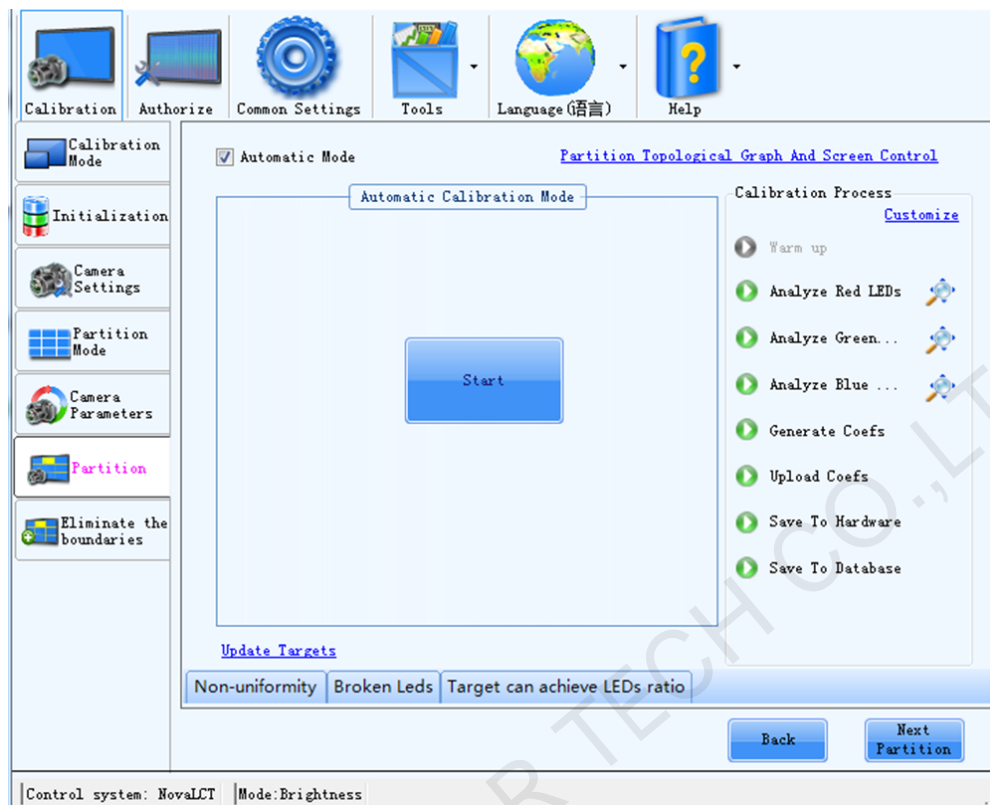 Calibration
Authorize
Common Settings
Tools
Language(语言)
Help
Calibration
Mode
Initialization
Camera
Settings
Partition
Mode
Camera
Parameters
Partition
Eliminate the
boundaries
Automatic Mode
Partition Topological Graph And Screen Control
Automatic Calibration Mode
Start
Update Targets
Calibration Process
Customize
Warm up
Analyze Red LEDs
Analyze Green...
Analyze Blue ...
Generate Coefs
Upload Coefs
Save To Hardware
Save To Database
Non-uniformity
Broken Leds
Target can achieve LEDs ratio
Back
Next
Partition
Control system: NovaLCT
Mode:Brightness
R TECH CO.,LT